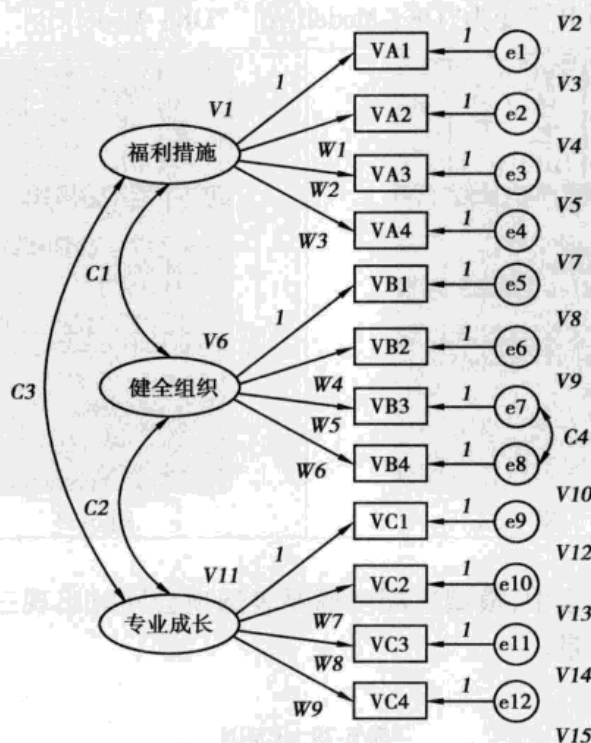 V2
1
VA1
1
e1
V3
V1
VA2
1
e2
福利措施
W1
V4
VA3
1
e3
W2
V5
VA4
1
e4
W3
C1
V7
1
VB1
1
e5
V8
V6
VB2
1
e6
健全组织
W4
V9
C3
VB3
1
e7
W5
C4
VB4
1
e8
W6
V10
C2
1
VC1
1
e9
V12
V11
VC2
1
e10
专业成长
W7
V13
VC3
1
e11
W8
V14
VC4
1
e12
W9
V15